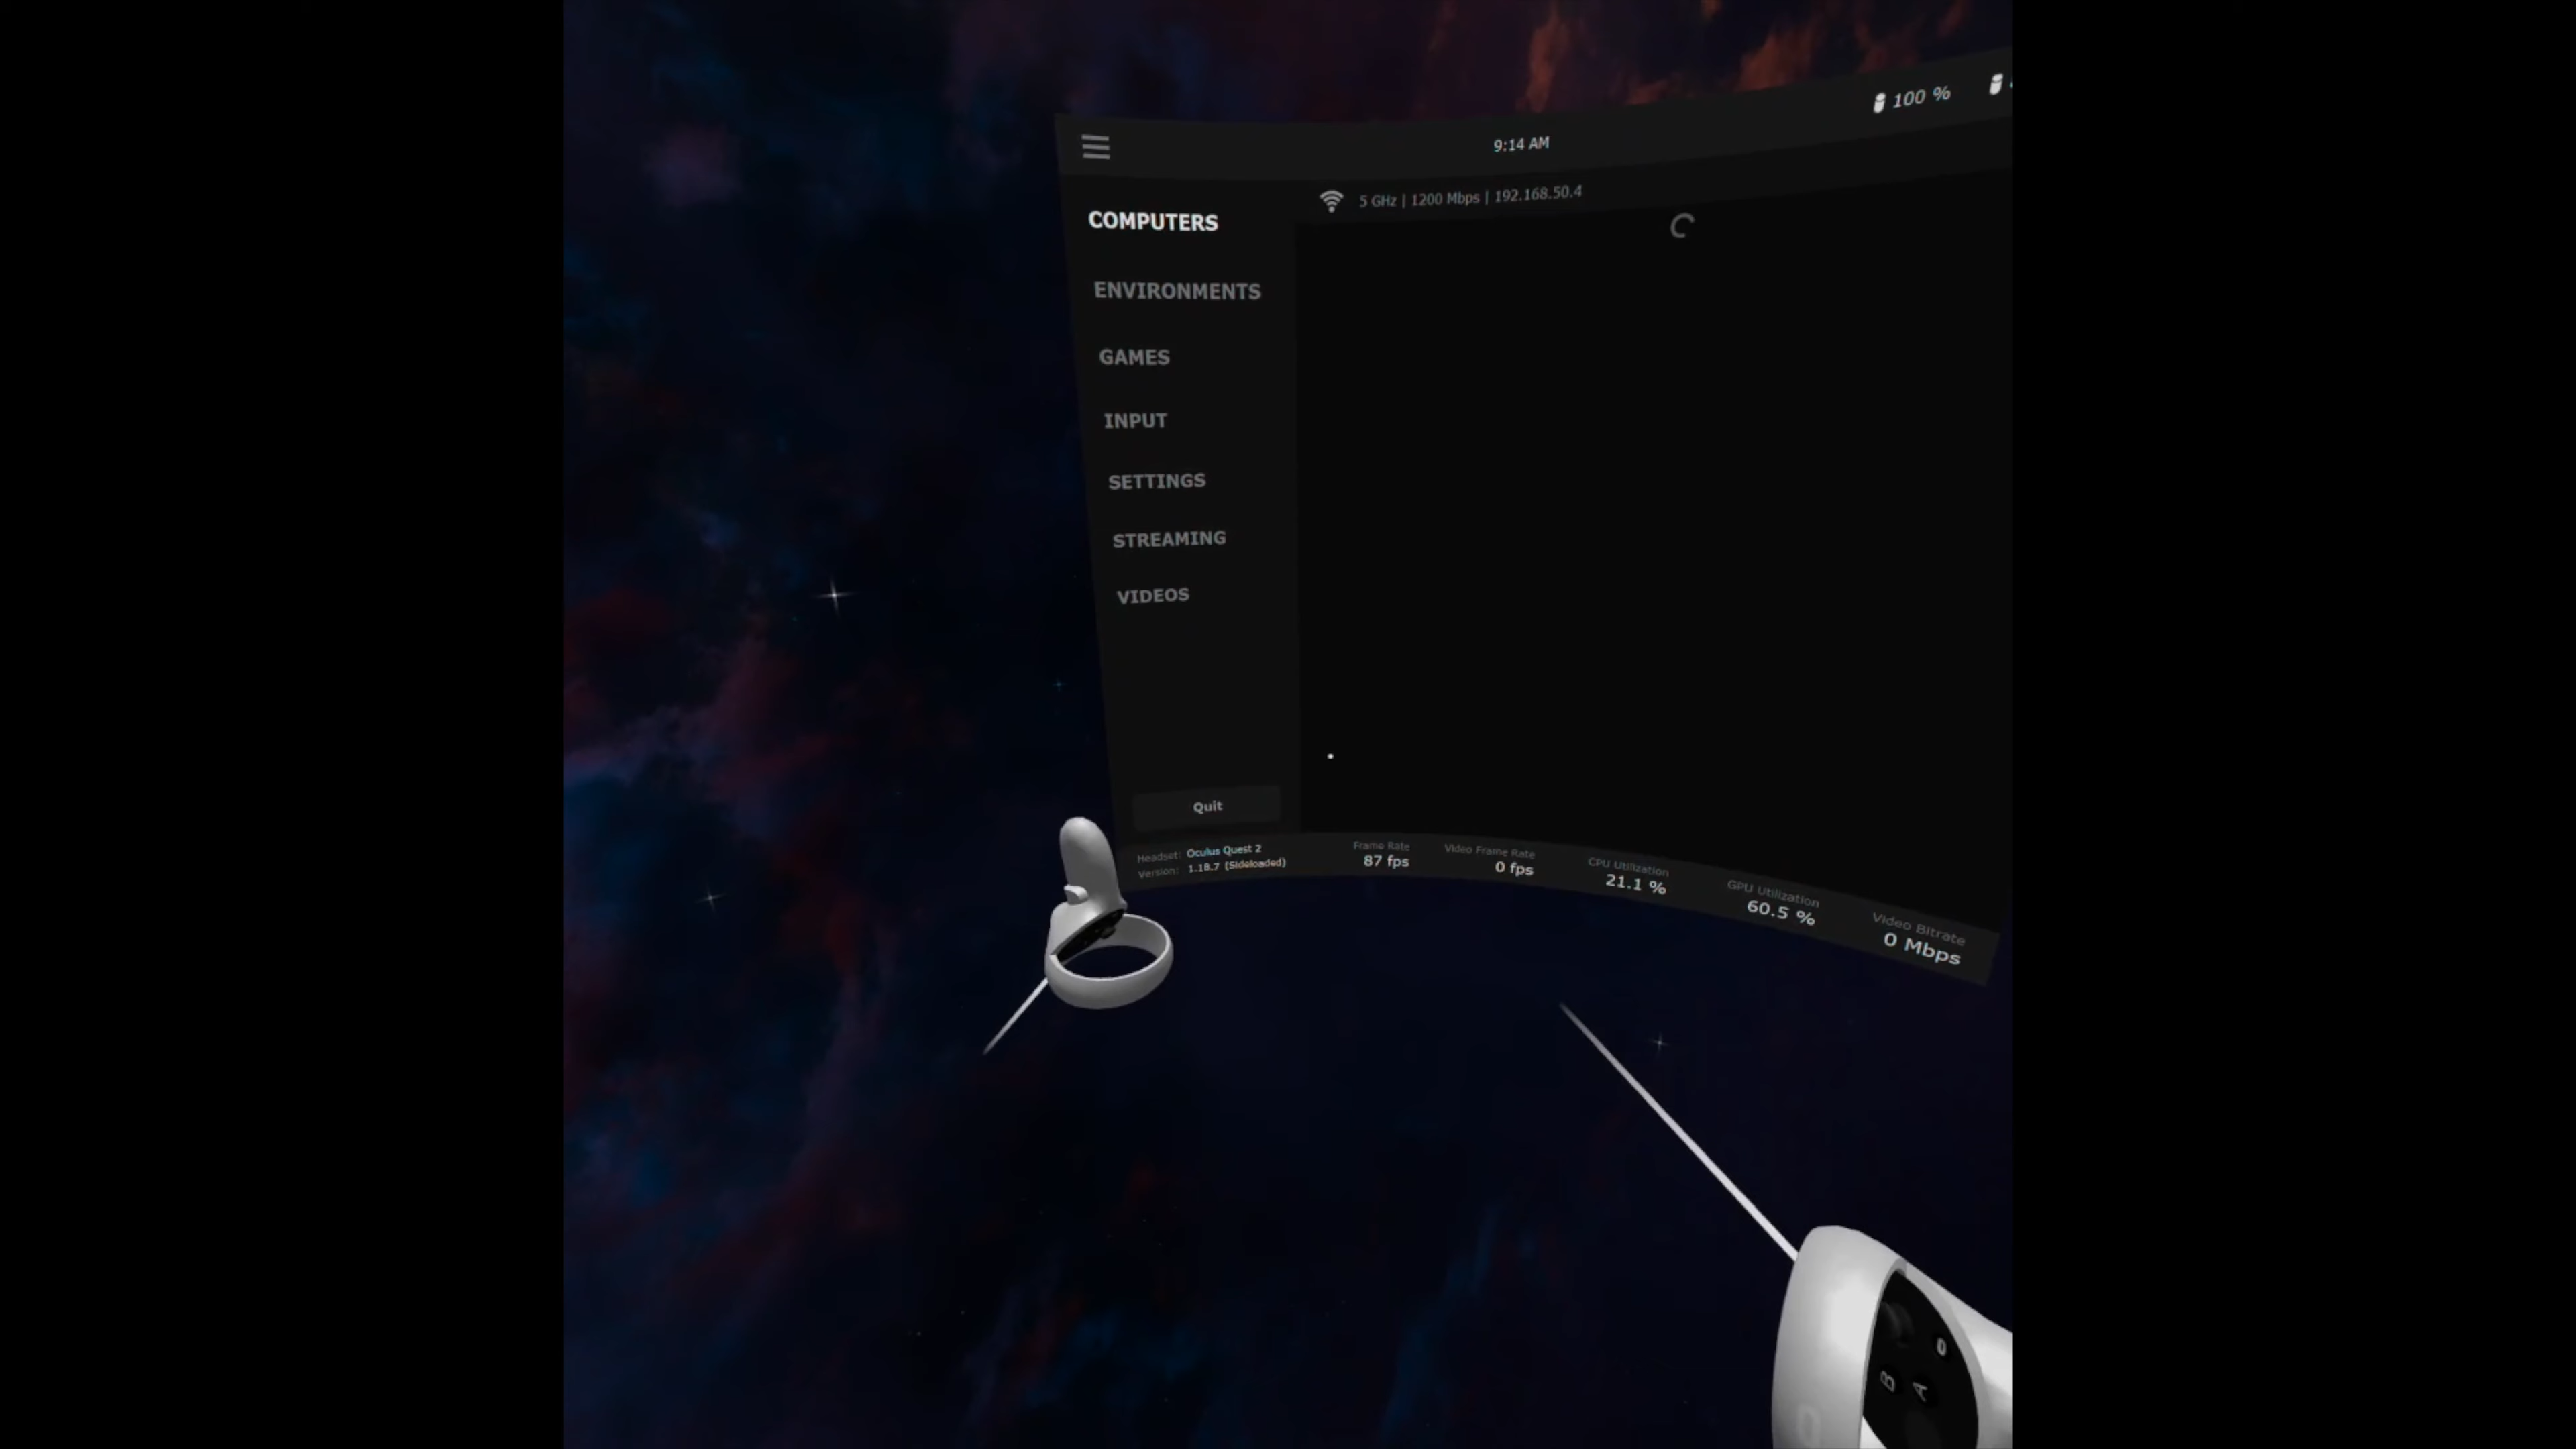 100 %
9:14 AM
5 GHz | 1200 Mbps | 192.168.50.4
COMPUTERS
ENVIRONMENTS
GAMES
INPUT
SETTINGS
STREAMING
VIDEOS
Quit
Headset: Oculus Quest 2
Version: 1.18.7 (Sideloaded)
Frame Rate
87 fps
Video Frame Rate
0 fps
CPU Utilization
21.1 %
GPU Utilization
60.5 %
Video Bitrate
0 Mbps
B
A